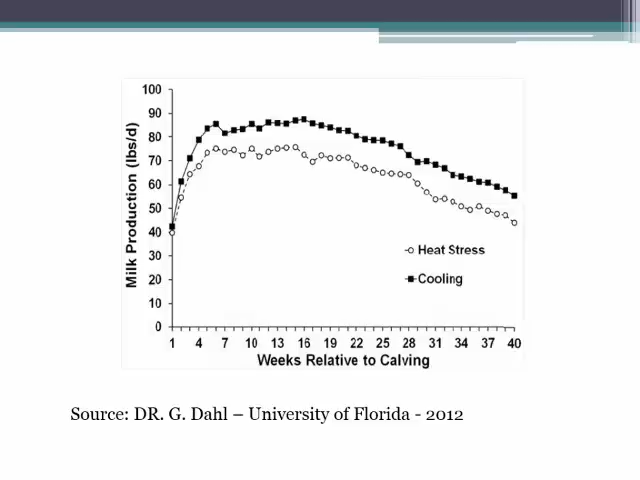 100
90
80
70
60
50
40
30
20
10
0
Milk Production (lbs/d)
Heat Stress
Cooling
1 4 7 10 13 16 19 22 25 28 31 34 37 40
Weeks Relative to Calving
Source: DR. G. Dahl – University of Florida - 2012